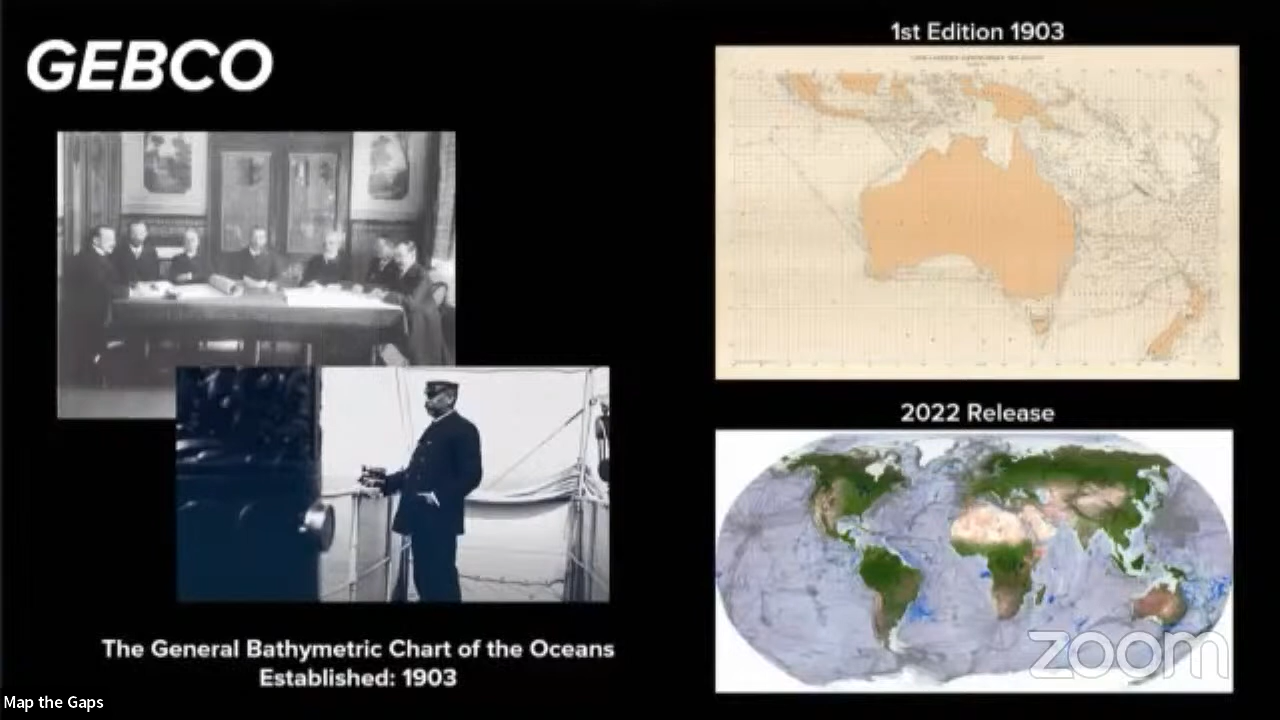 GEBCO
1st Edition 1903
2022 Release
The General Bathymetric Chart of the Oceans
Established: 1903
zoom
Map the Gaps